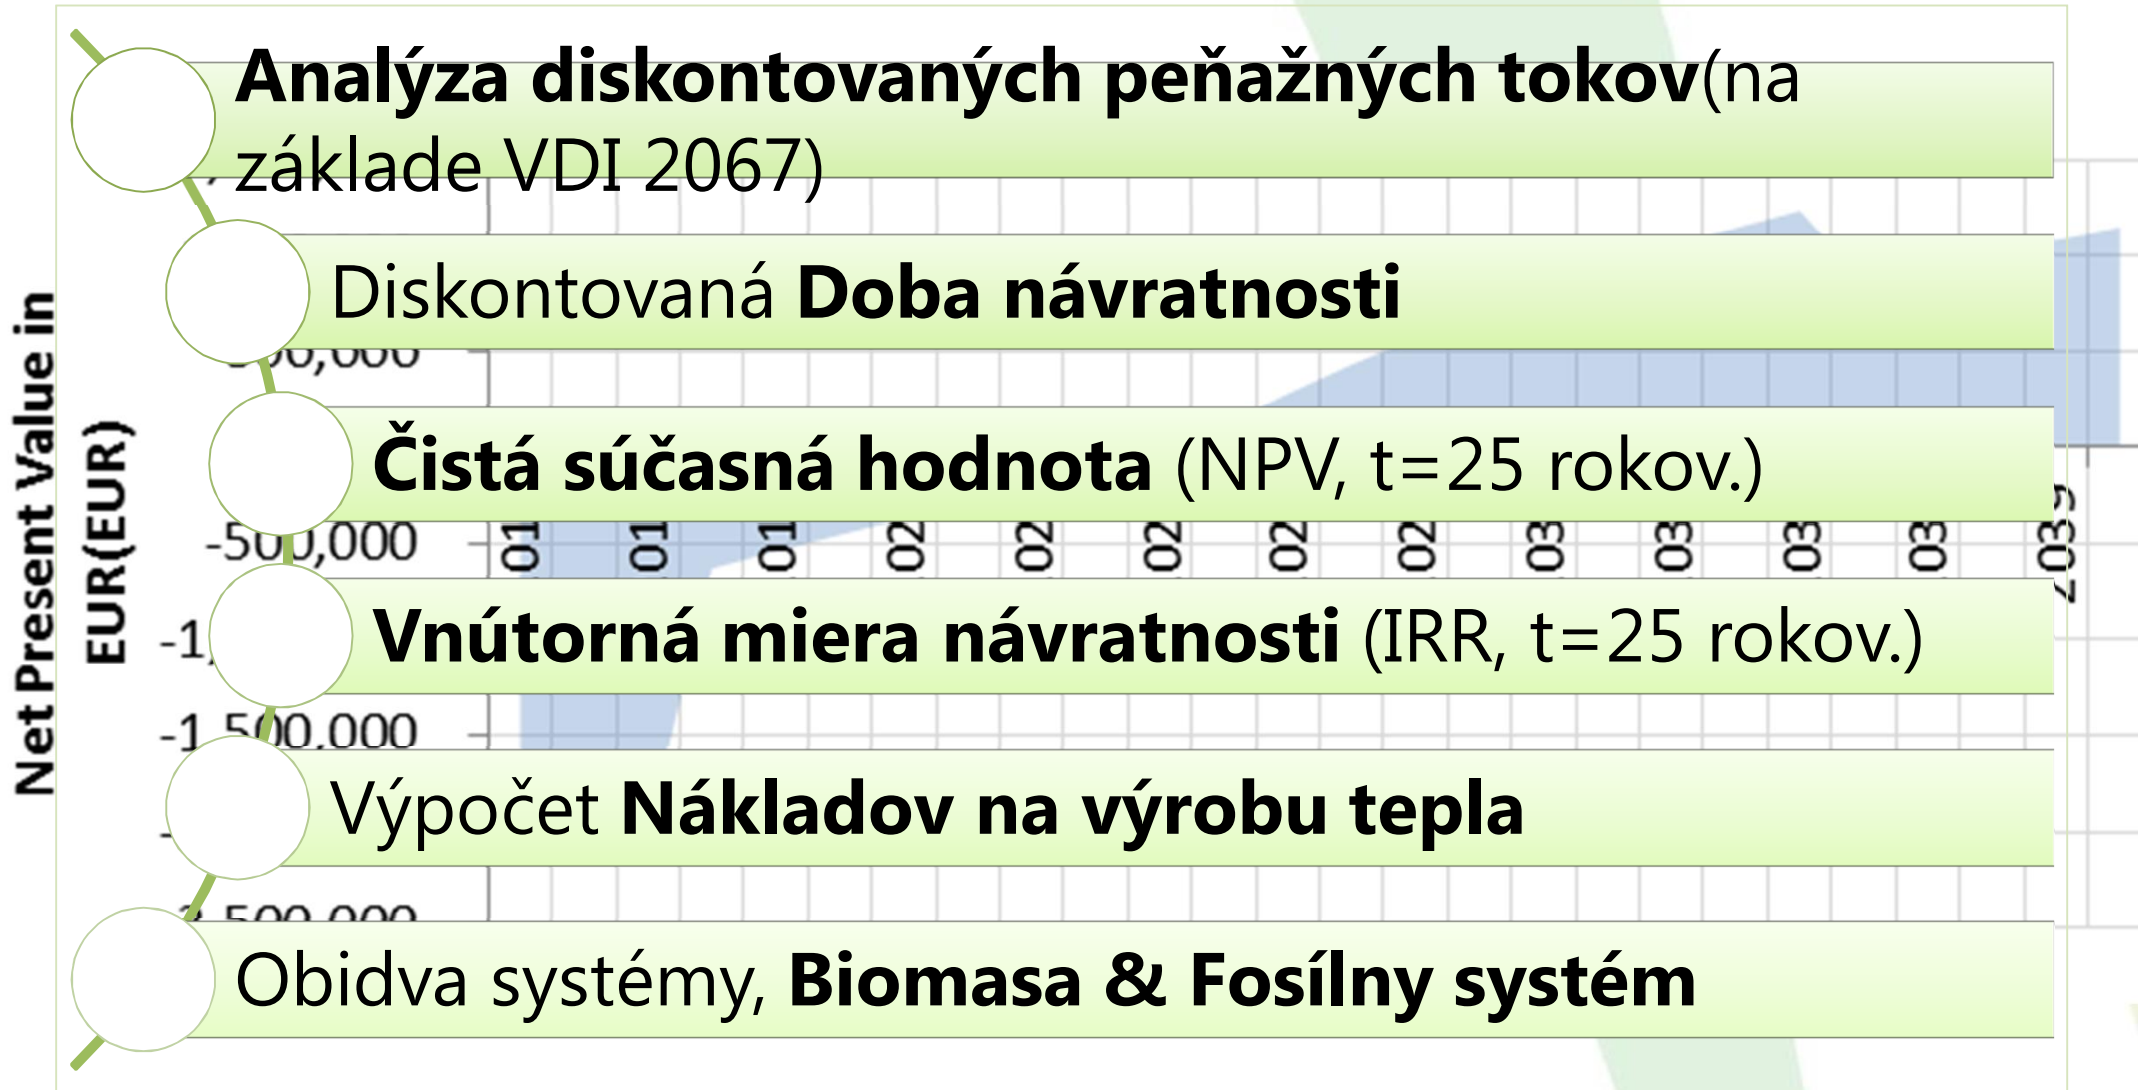 Analýza diskontovaných peňažných tokov(na
základe VDI 2067)
Diskontovaná Doba návratnosti
Čistá súčasná hodnota (NPV, t=25 rokov.)
Vnútorná miera návratnosti (IRR, t=25 rokov.)
Výpočet Nákladov na výrobu tepla
Obidva systémy, Biomasa & Fosílny systém
Net Present Value in
EUR(EUR)
-500,000
-1,500,000
2039